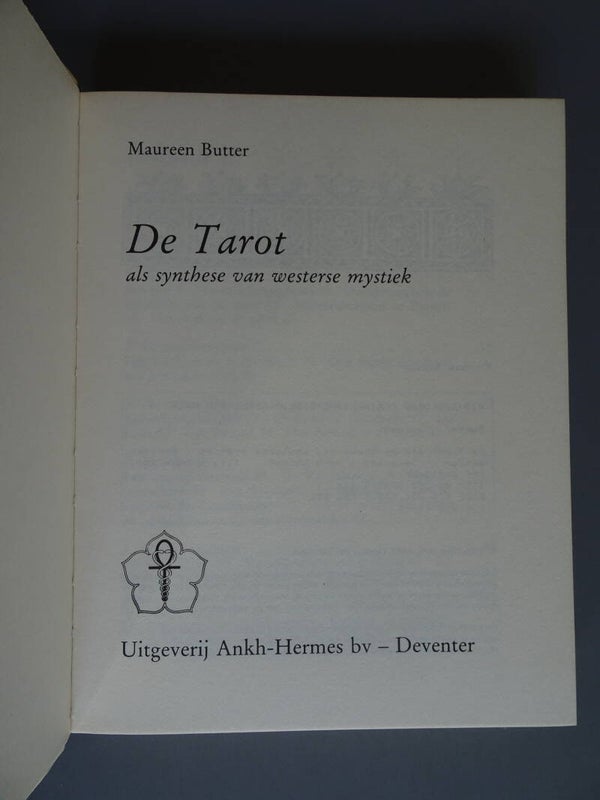 Maureen Butter
De Tarot
als synthese van westerse mystiek
Uitgeverij Ankh-Hermes bv – Deventer